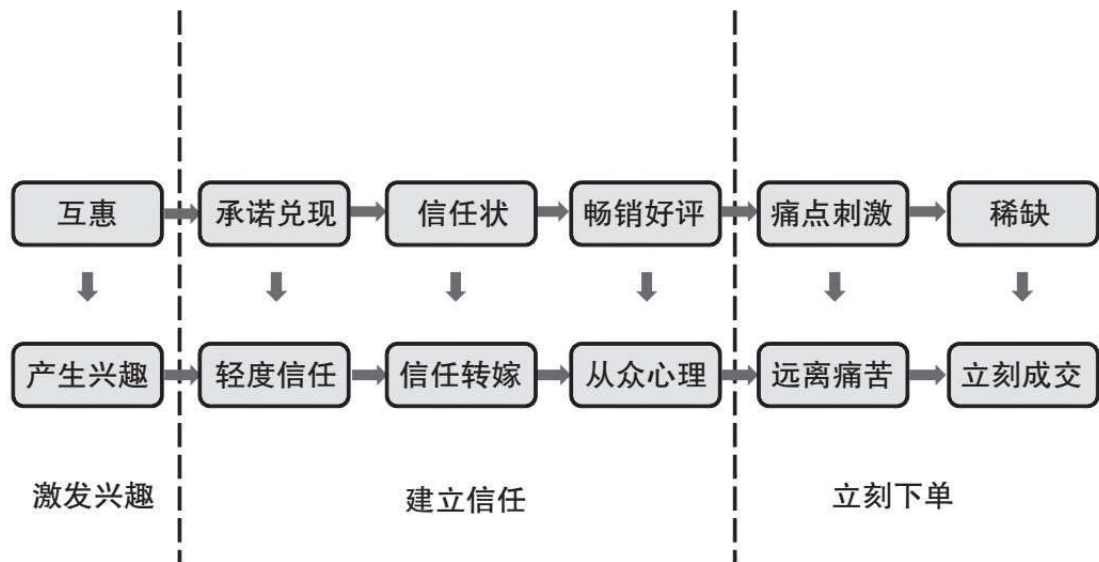 互惠
承诺兑现
信任状
畅销好评
痛点刺激
稀缺
产生兴趣
轻度信任
信任转嫁
从众心理
远离痛苦
立刻成交
激发兴趣
建立信任
立刻下单